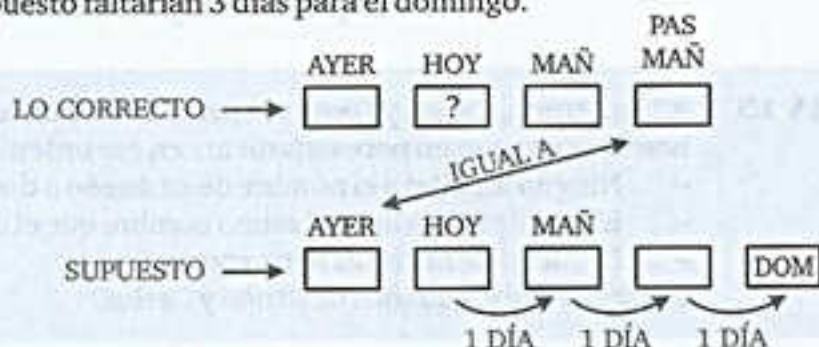 puesto faltarían 3 días para el domingo.
PAS
AYER HOY MAÑ MAÑ
LO CORRECTO ?
IGUAL A
AYER HOY MAÑ
SUPUESTO DOM
1 DÍA 1 DÍA 1 DÍA